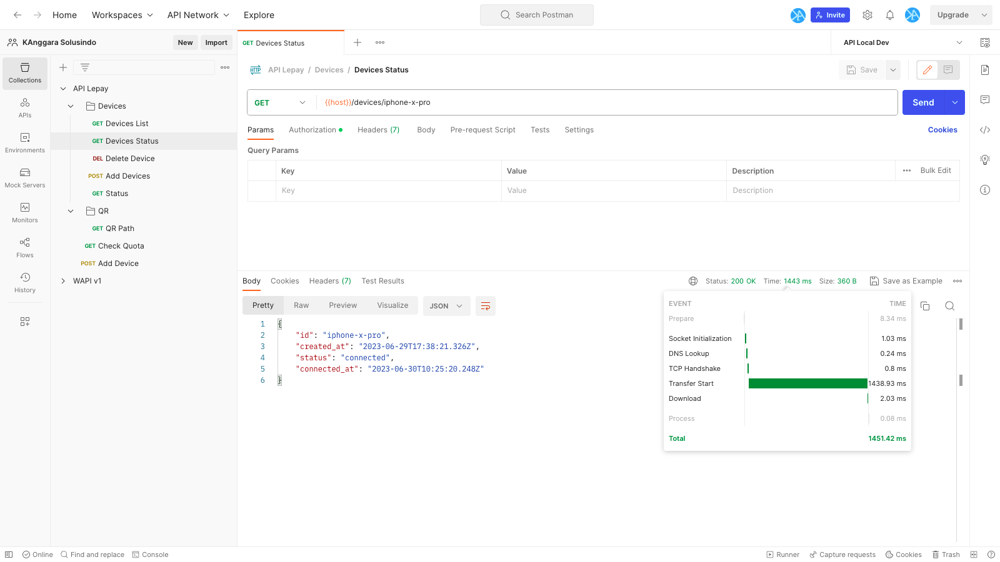 Home Workspaces API Network Explore Search Postman Invite Upgrade
KAnggara Solusindo New Import
GET Devices Status API Local Dev
Collections
APIs
Environments
Mock Servers
Monitors
Flows
History
API Lepay
Devices
GET Devices List
GET Devices Status
DEL Delete Device
POST Add Devices
GET Status
QR
GET QR Path
GET Check Quota
POST Add Device
WAPI v1
HTTP API Lepay / Devices / Devices Status Save
GET {{host}}/devices/iphone-x-pro Send
Params Authorization Headers (7) Body Pre-request Script Tests Settings Cookies
Query Params
Key Value Description Bulk Edit
Key Value Description
Body Cookies Headers (7) Test Results Status: 200 OK Time: 1443 ms Size: 360 B Save as Example
Pretty Raw Preview Visualize JSON
1 {
2 "id": "iphone-x-pro",
3 "created_at": "2023-06-29T17:38:21.326Z",
4 "status": "connected",
5 "connected_at": "2023-06-30T10:25:20.248Z"
6 }
EVENT TIME
Prepare 8.34 ms
Socket Initialization 1.03 ms
DNS Lookup 0.24 ms
TCP Handshake 0.8 ms
Transfer Start 1438.93 ms
Download 2.03 ms
Process 0.08 ms
Total 1451.42 ms
Online Find and replace Console Runner Capture requests Cookies Trash